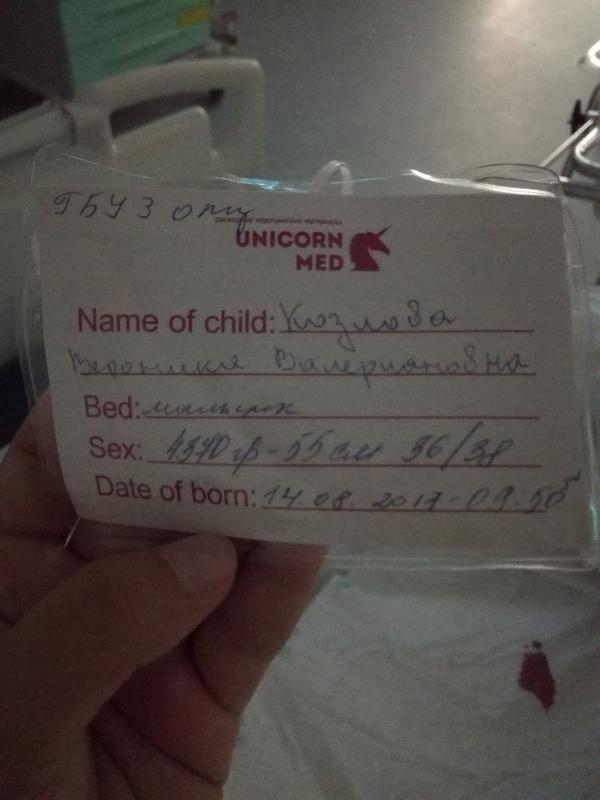 ГБУЗ ОПЦ
расходные медицинские материалы
UNICORN
MED
Name of child: Козлова
Вероника Валериановна
Bed: мальчик
Sex: 4370 гр - 55 см 36/38
Date of born: 14.08.2017 - 09:50